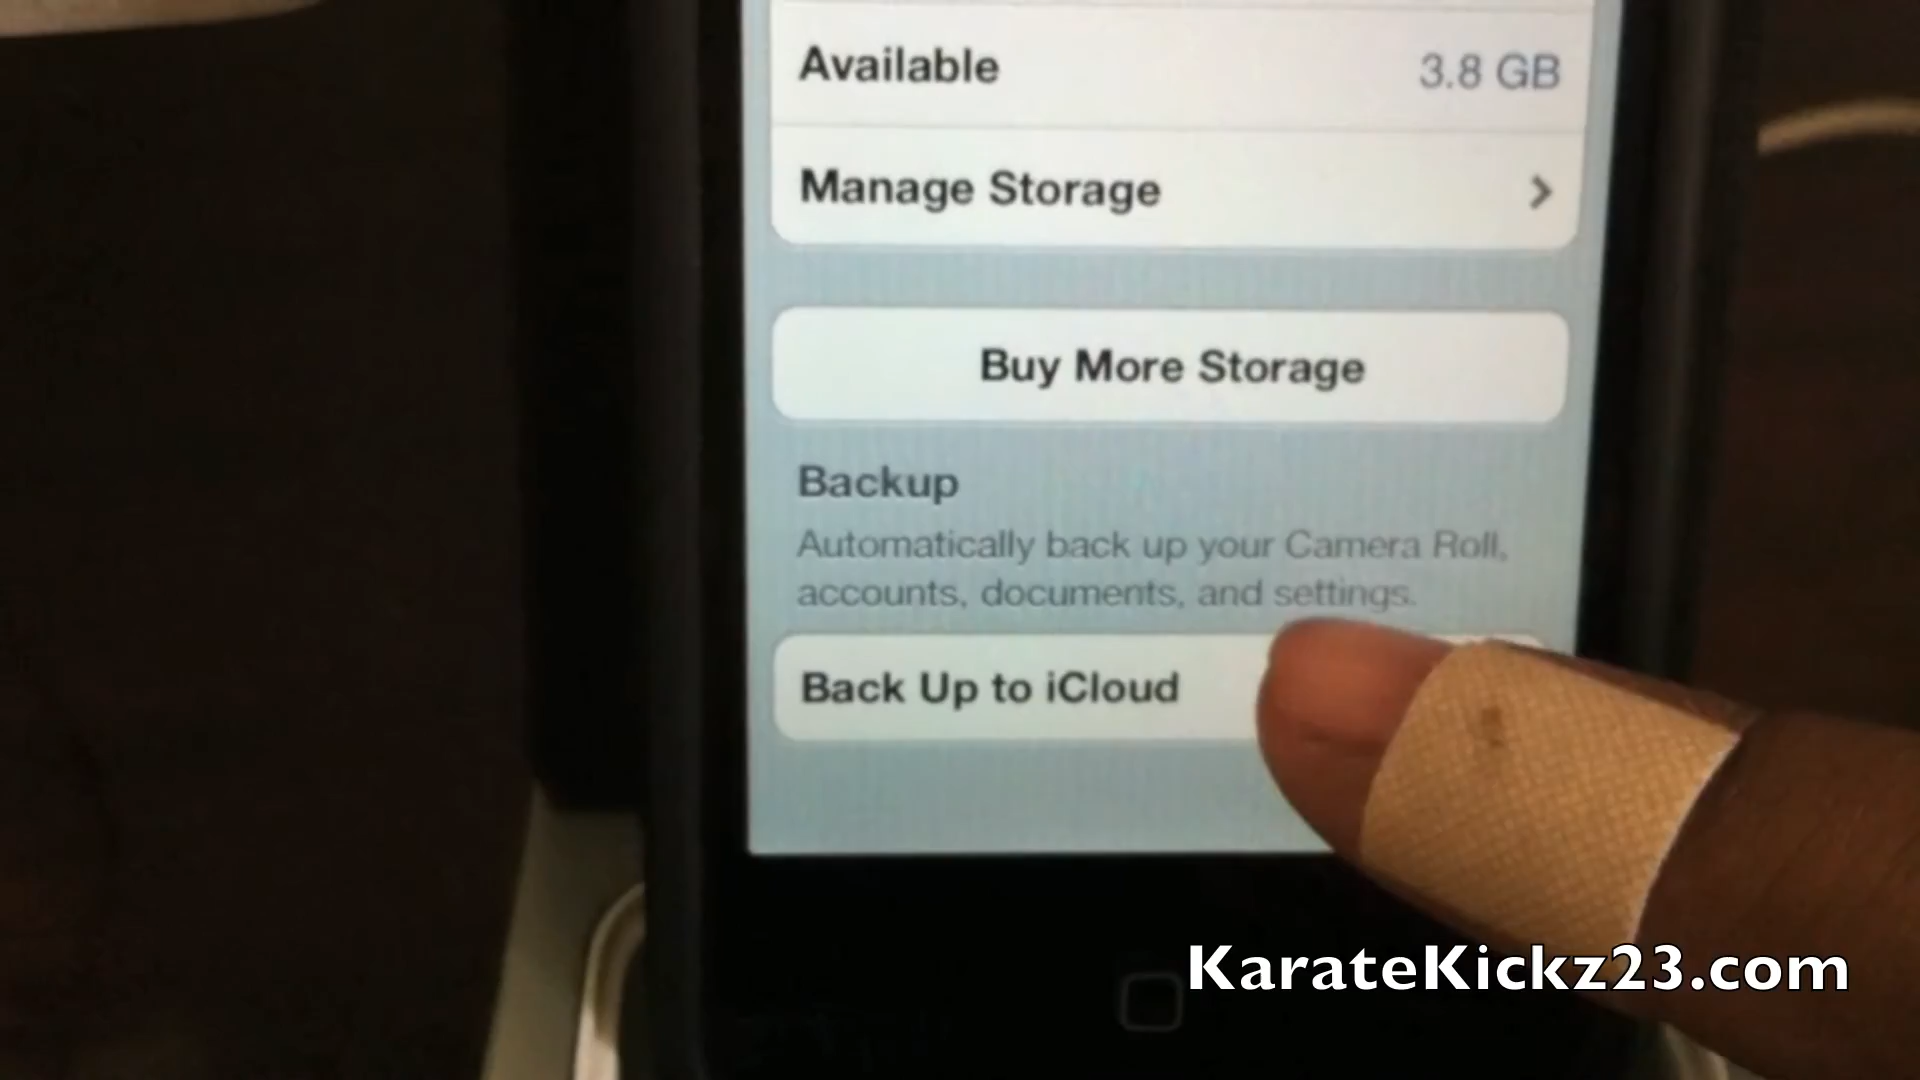 Available 3.8 GB
Manage Storage
Buy More Storage
Backup
Automatically back up your Camera Roll,
accounts, documents, and settings.
Back Up to iCloud
KarateKickz23.com